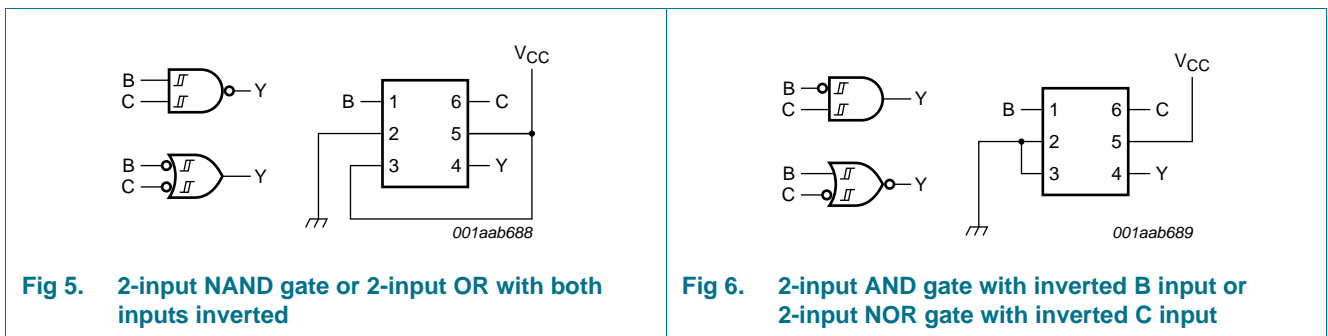 VCC
B
C
Y
B
1
6
C
2
5
3
4
Y
B
C
Y
001aab688
Fig 5. 2-input NAND gate or 2-input OR with both
inputs inverted
VCC
B
C
Y
B
1
6
C
2
5
3
4
Y
B
C
Y
001aab689
Fig 6. 2-input AND gate with inverted B input or
2-input NOR gate with inverted C input